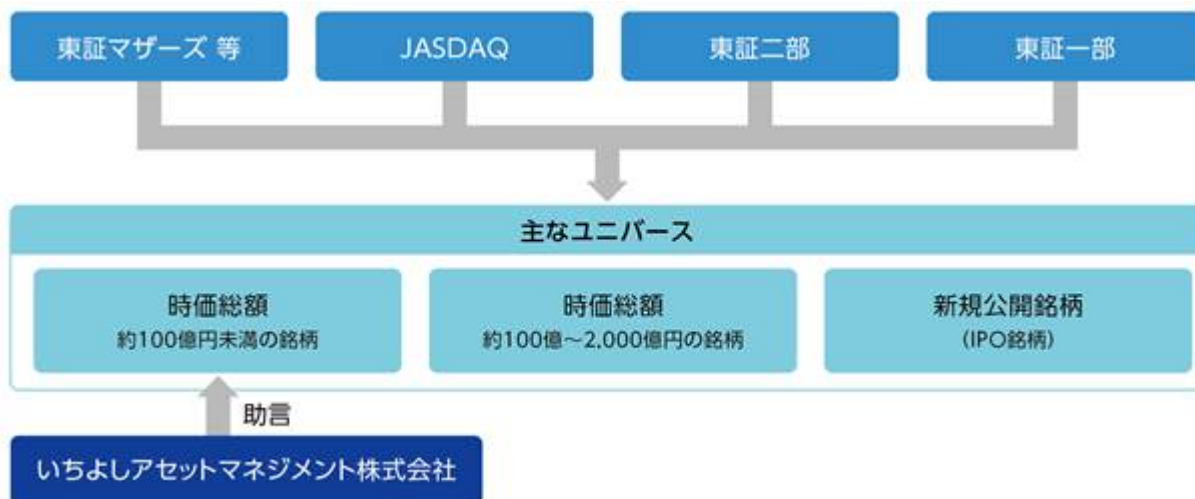 東証マザーズ 等
JASDAQ
東証二部
東証一部
主なユニバース
時価総額
約100億円未満の銘柄
時価総額
約100億～2,000億円の銘柄
新規公開銘柄
(IPO銘柄)
助言
いちよしアセットマネジメント株式会社